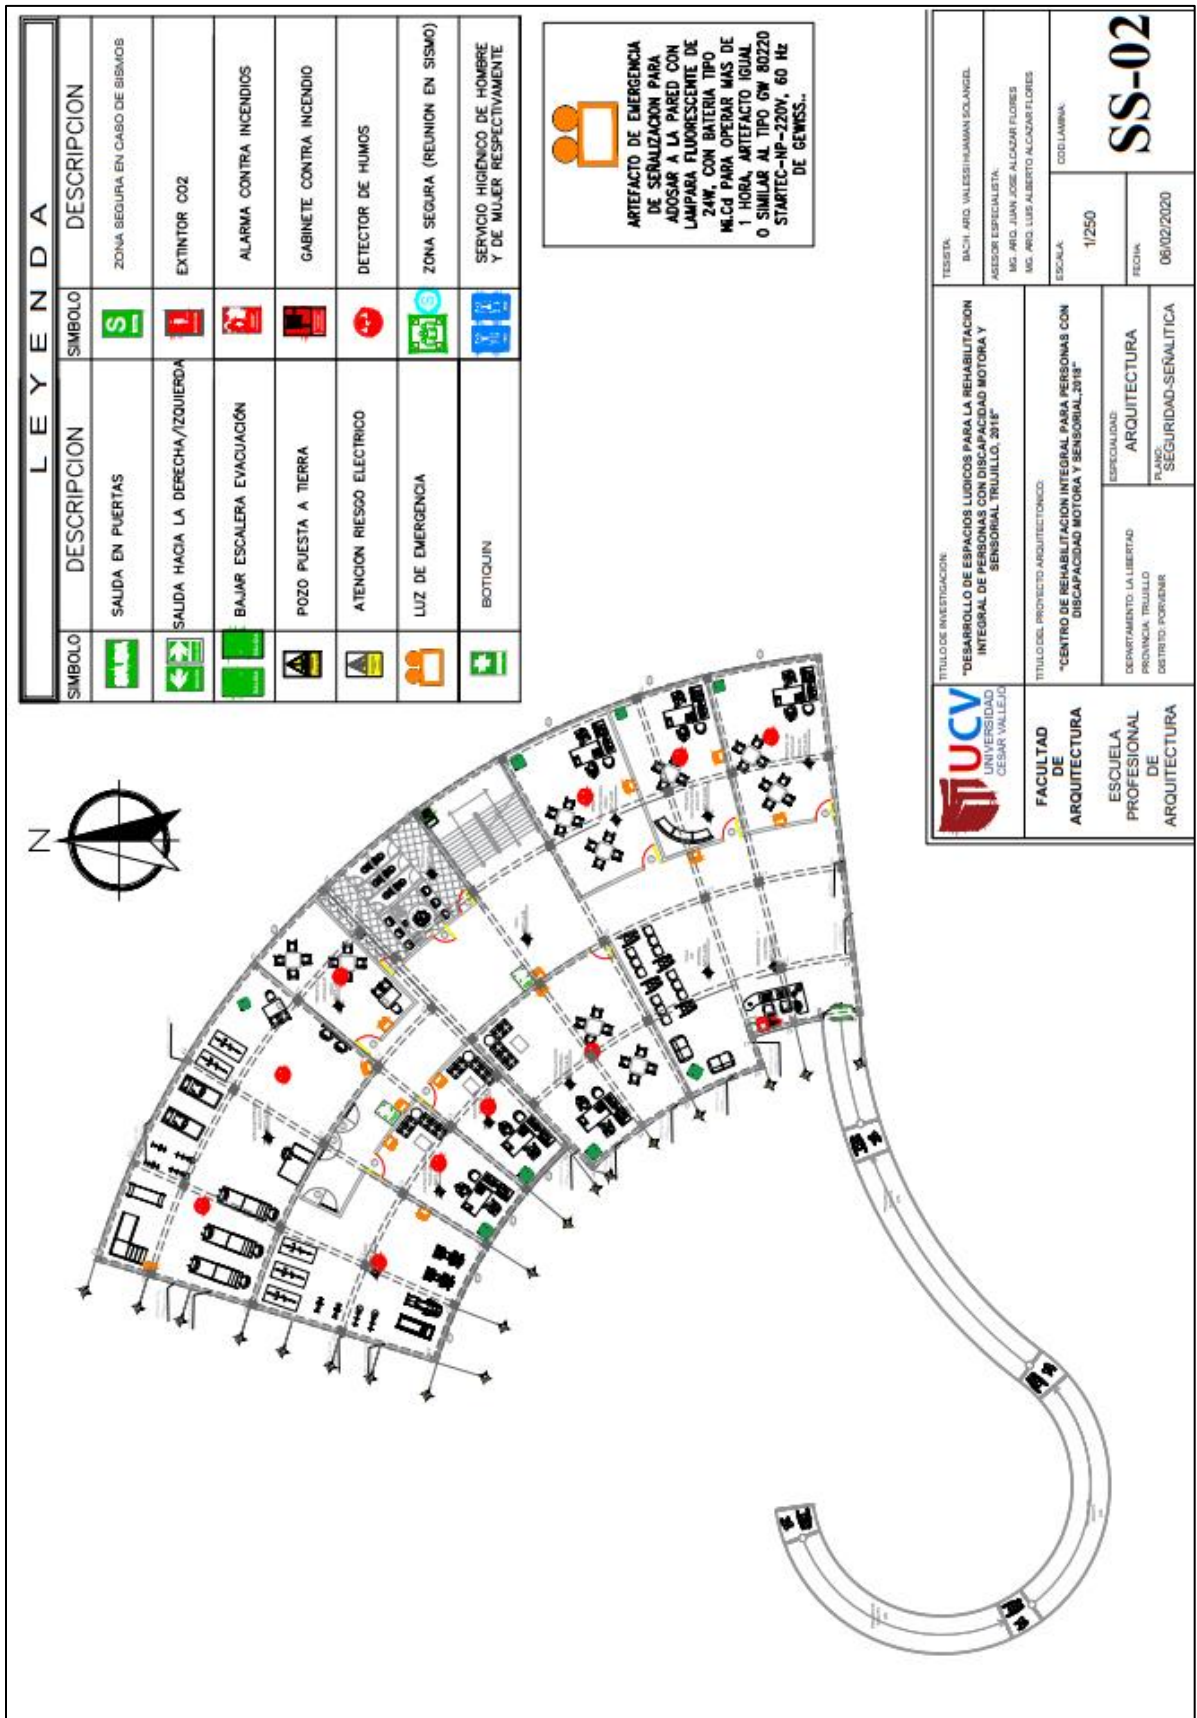 L E Y E N D A
SIMBOLO
DESCRIPCION
SIMBOLO
DESCRIPCION
SALIDA EN PUERTAS
S
ZONA SEGURA EN CASO DE SISMOS
SALIDA HACIA LA DERECHA/IZQUIERDA
EXTINTOR CO2
BAJAR ESCALERA EVACUACIÓN
ALARMA CONTRA INCENDIOS
POZO PUESTA A TIERRA
GABINETE CONTRA INCENDIO
ATENCION RIESGO ELECTRICO
DETECTOR DE HUMOS
LUZ DE EMERGENCIA
S
ZONA SEGURA (REUNION EN SISMO)
BOTIQUIN
SERVICIO HIGIÉNICO DE HOMBRE
Y DE MUJER RESPECTIVAMENTE
ARTEFACTO DE EMERGENCIA
DE SEÑALIZACION PARA
ADOSAR A LA PARED CON
LAMPARA FLUORESCENTE DE
24W, CON BATERIA TIPO
Ni.Cd PARA OPERAR MAS DE
1 HORA, ARTEFACTO IGUAL
O SIMILAR AL TIPO GW 80220
STARTEC-NP-220V, 60 Hz
DE GEWISS..
N
UCV
UNIVERSIDAD
CESAR VALLEJO
FACULTAD
DE
ARQUITECTURA
ESCUELA
PROFESIONAL
DE
ARQUITECTURA
TITULO DE INVESTIGACION:
"DESARROLLO DE ESPACIOS LUDICOS PARA LA REHABILITACION
INTEGRAL DE PERSONAS CON DISCAPACIDAD MOTORA Y
SENSORIAL TRUJILLO, 2018"
TITULO DEL PROYECTO ARQUITECTONICO:
"CENTRO DE REHABILITACION INTEGRAL PARA PERSONAS CON
DISCAPACIDAD MOTORA Y SENSORIAL,2018"
DEPARTAMENTO: LA LIBERTAD
PROVINCIA: TRUJILLO
DISTRITO: PORVENIR
ESPECIALIDAD:
ARQUITECTURA
PLANO:
SEGURIDAD-SEÑALITICA
TESISTA:
BACH. ARQ. VALESSI HUAMAN SOLANGEL
ASESOR ESPECIALISTA:
MG. ARQ. JUAN JOSE ALCAZAR FLORES
MG. ARQ. LUIS ALBERTO ALCAZAR FLORES
ESCALA:
1/250
FECHA:
06/02/2020
COD LAMINA:
SS-02